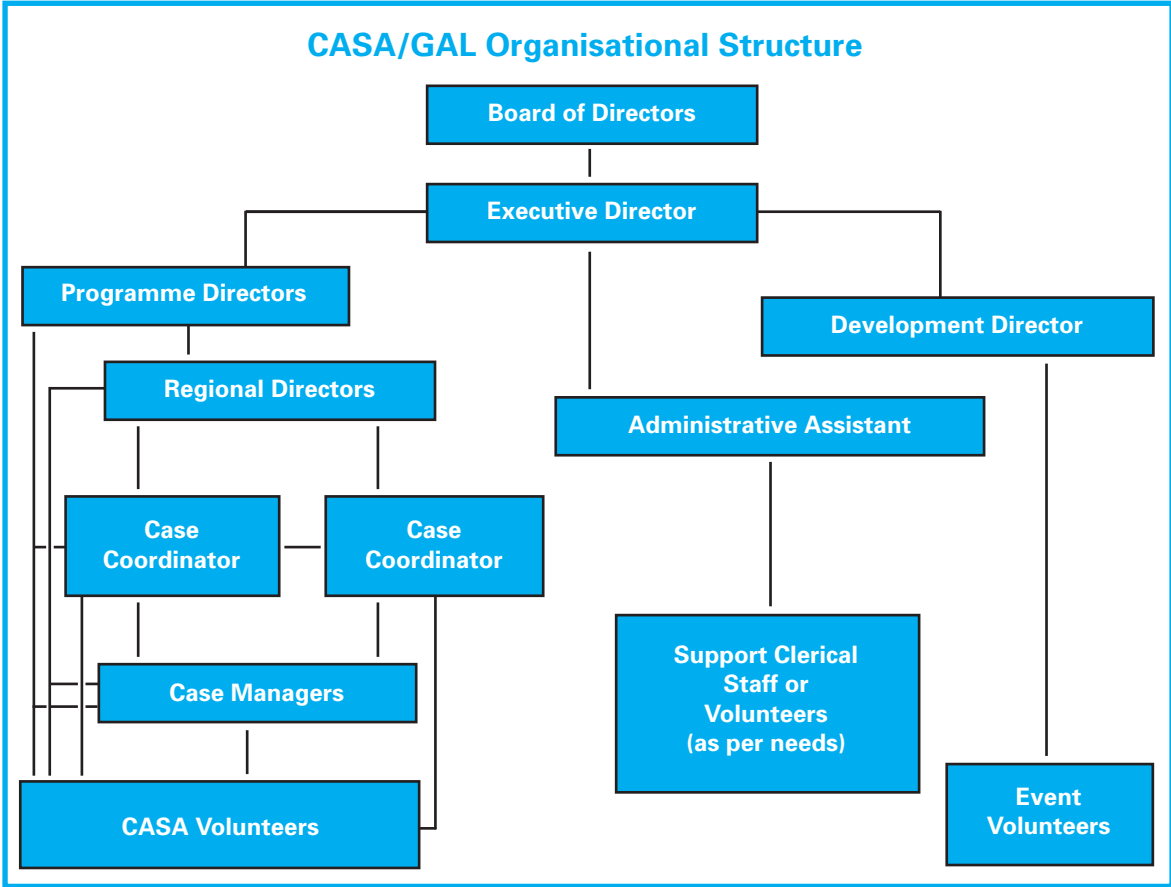 CASA/GAL Organisational Structure
Board of Directors
Executive Director
Programme Directors
Development Director
Regional Directors
Administrative Assistant
Case
Coordinator
Case
Coordinator
Support Clerical
Staff or
Volunteers
(as per needs)
Case Managers
Event
Volunteers
CASA Volunteers